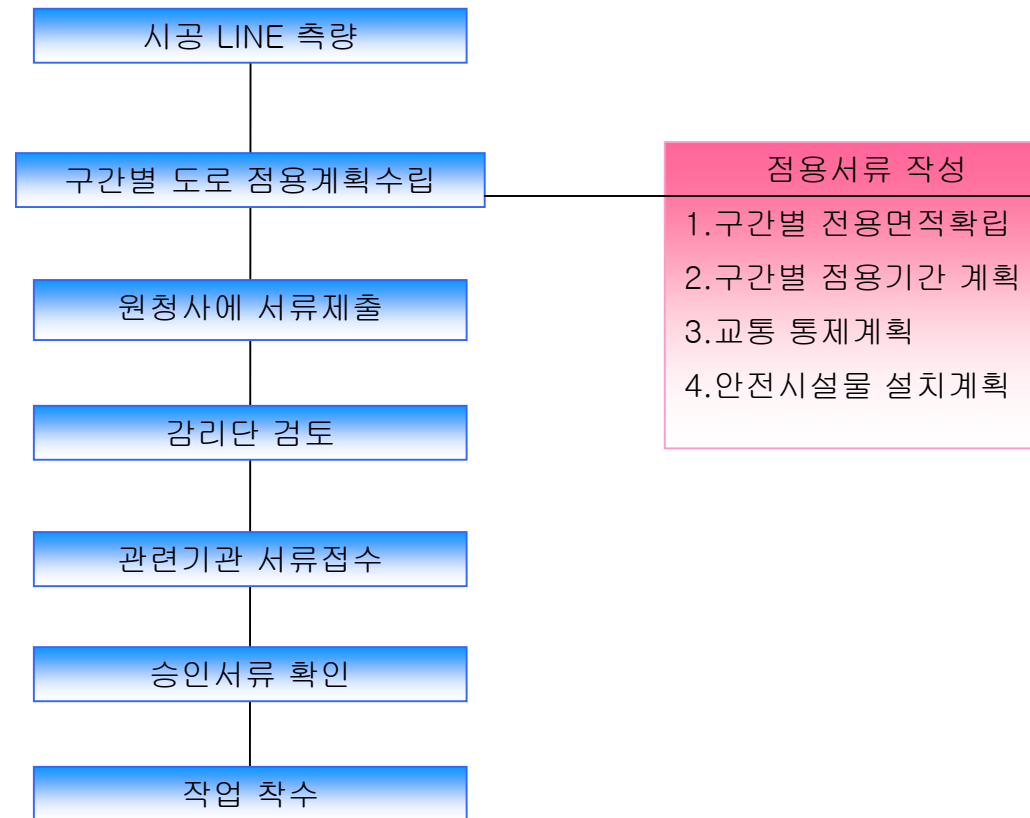 시공 LINE 측량
구간별 도로 점용계획수립
점용서류 작성
1.구간별 전용면적확립
2.구간별 점용기간 계획
3.교통 통제계획
4.안전시설물 설치계획
원청사에 서류제출
감리단 검토
관련기관 서류접수
승인서류 확인
작업 착수